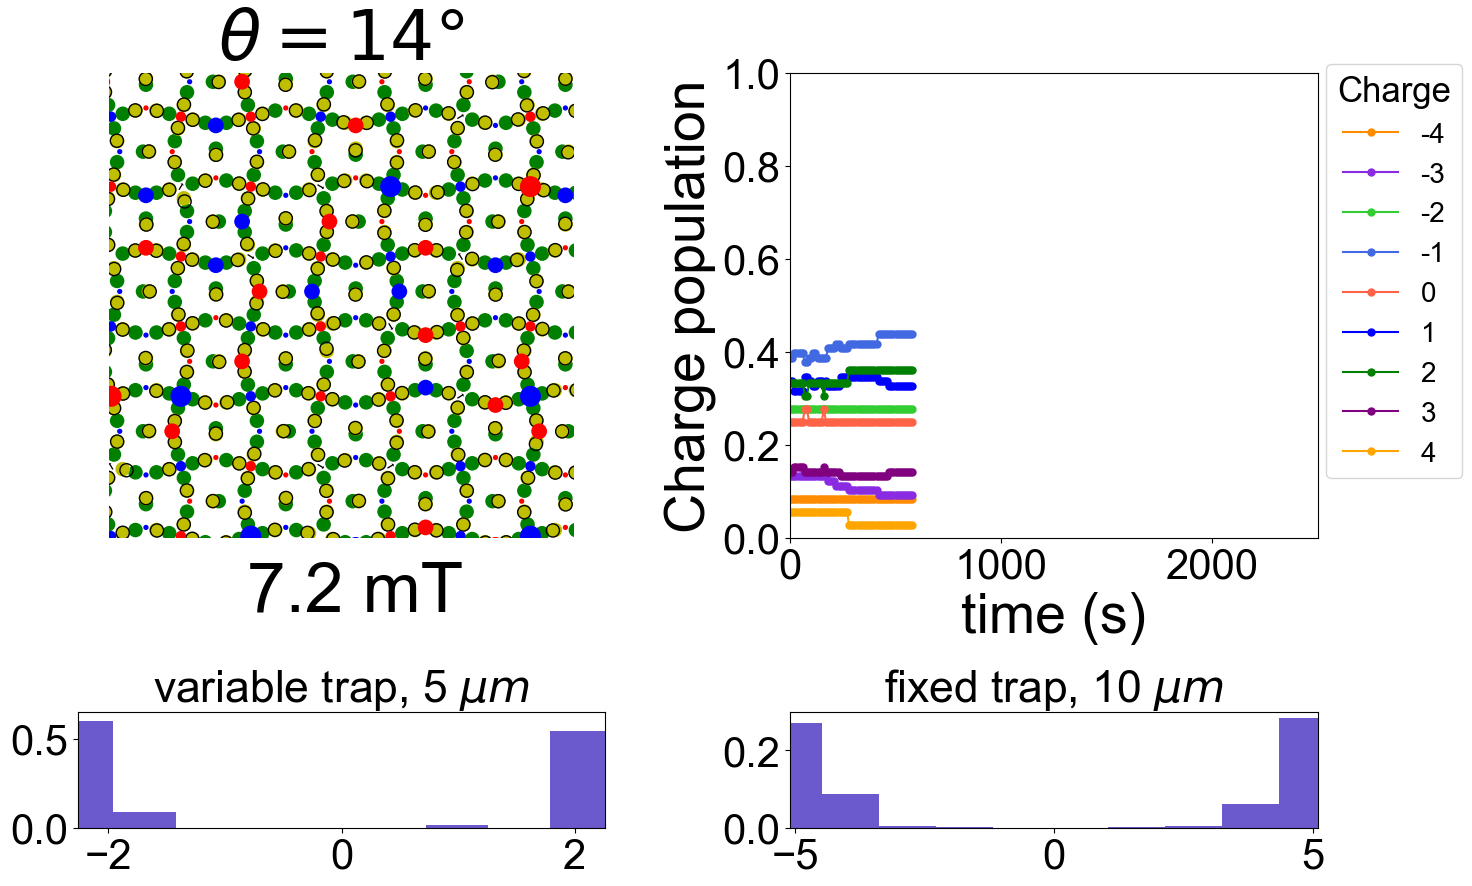 θ = 14°
7.2 mT
Charge population
1.0
0.8
0.6
0.4
0.2
0.0
0 1000 2000
time (s)
Charge
-4
-3
-2
-1
0
1
2
3
4
variable trap, 5 μm
0.5
0.0
−2 0 2
fixed trap, 10 μm
0.2
0.0
−5 0 5